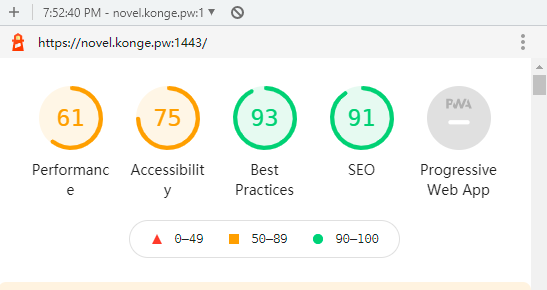 7:52:40 PM - novel.konge.pw:1
https://novel.konge.pw:1443/
61 75 93 91 PWA
Performanc Accessibilit Best SEO Progressive
e y Practices Web App
0–49 50–89 90–100